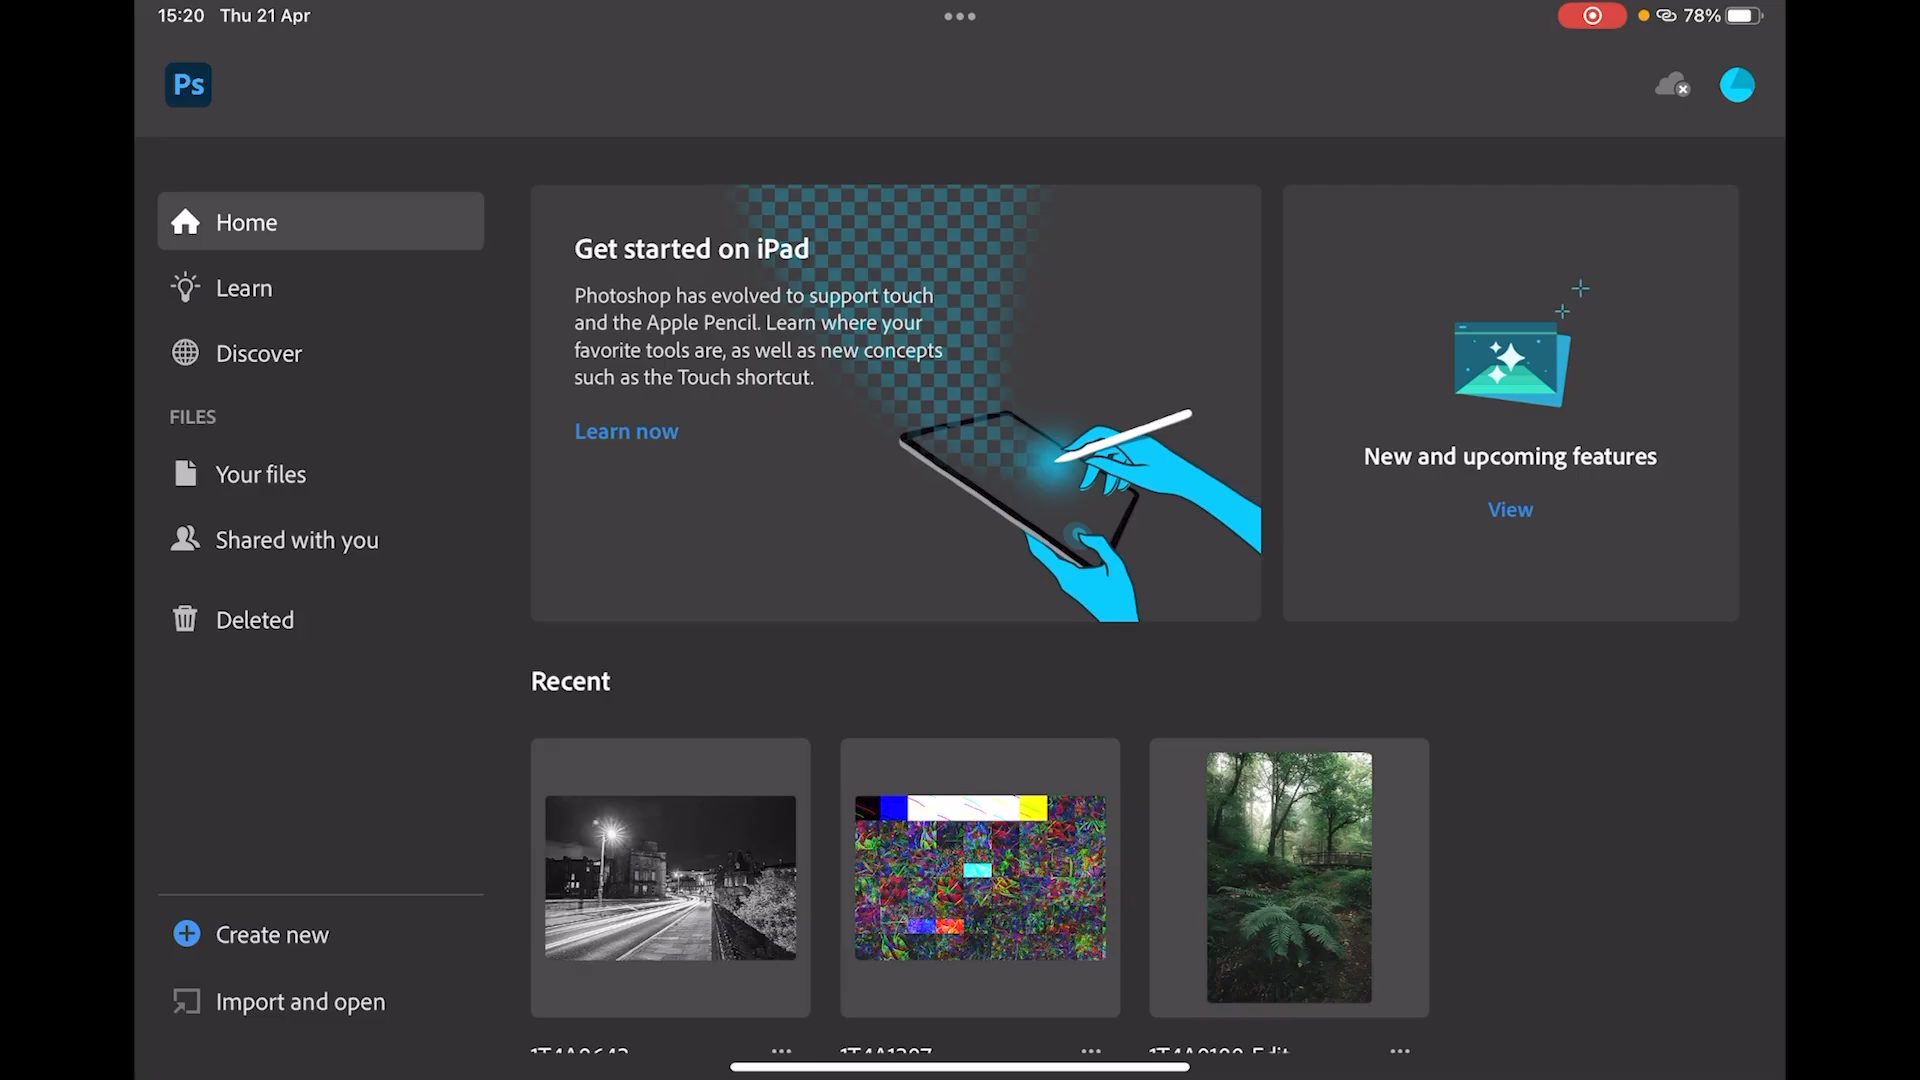 15:20 Thu 21 Apr
78%
Ps
Home
Learn
Discover
FILES
Your files
Shared with you
Deleted
Create new
Import and open
Get started on iPad
Photoshop has evolved to support touch
and the Apple Pencil. Learn where your
favorite tools are, as well as new concepts
such as the Touch shortcut.
Learn now
New and upcoming features
View
Recent